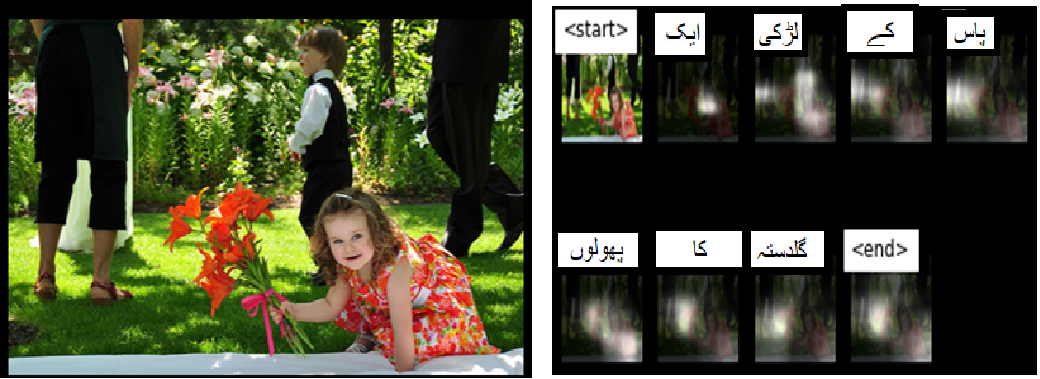 <start> ایک لڑکی کے پاس
پھولوں کا گلدستہ <end>